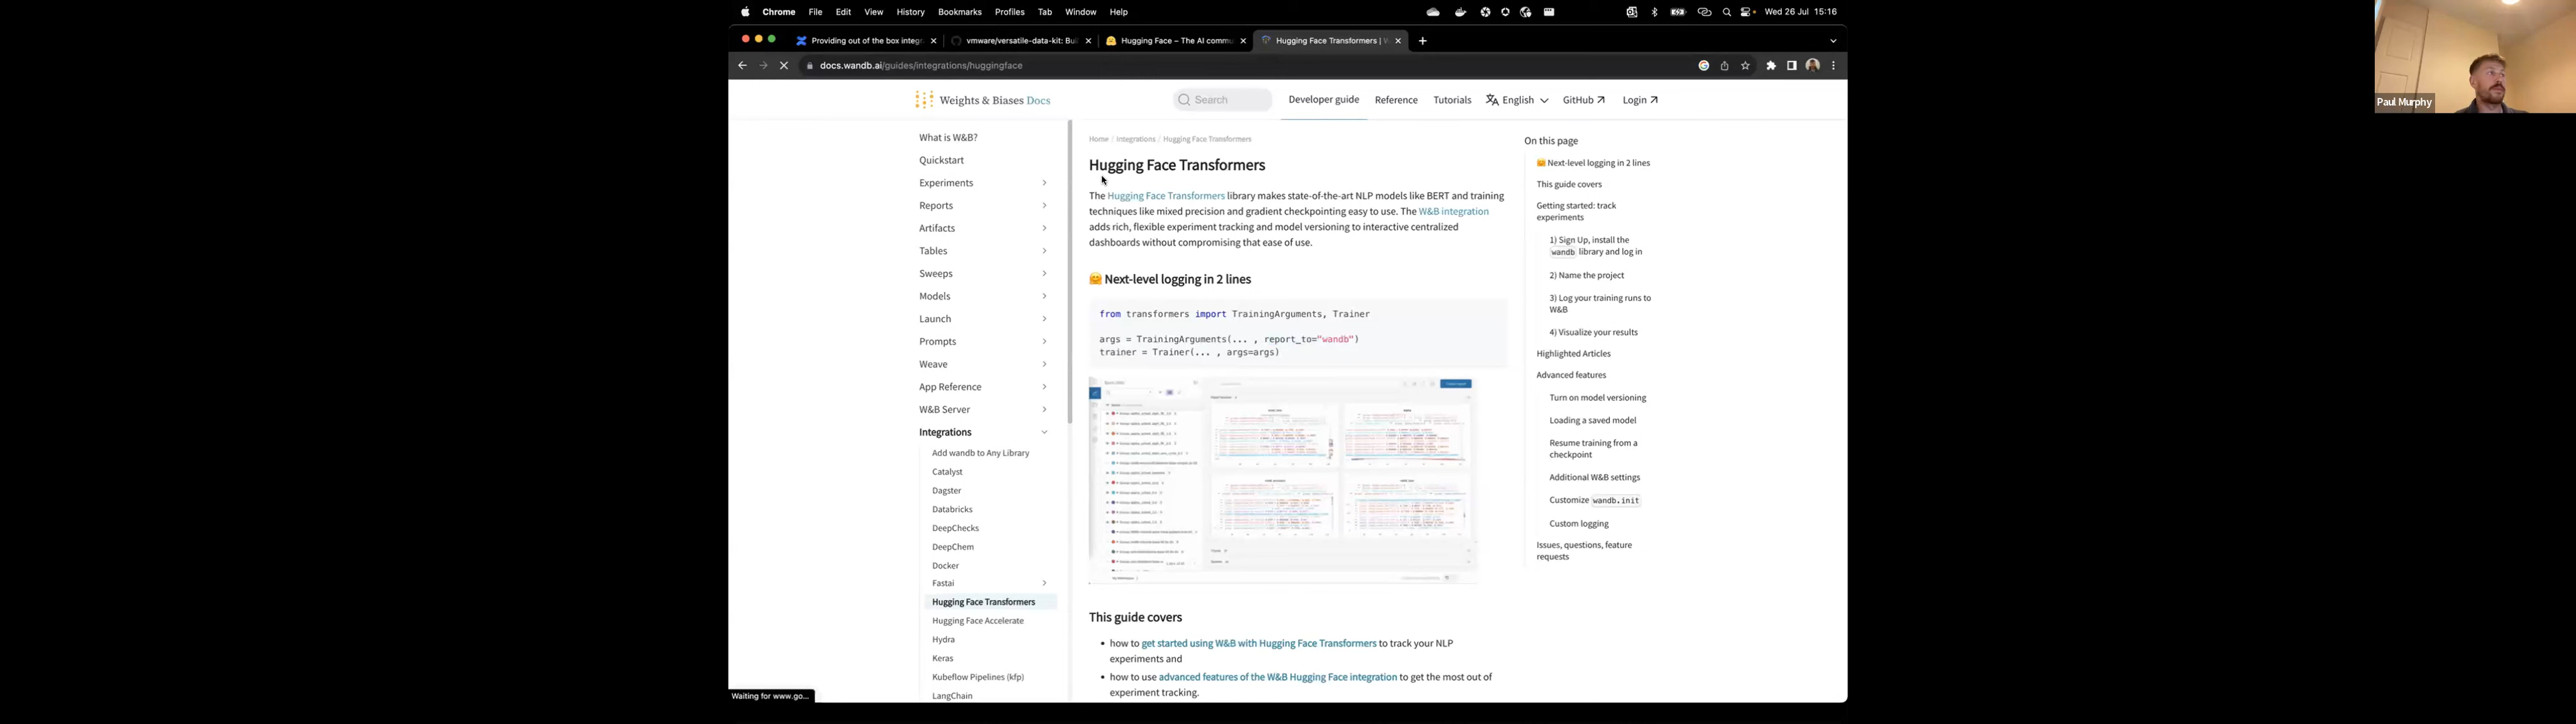 Chrome File Edit View History Bookmarks Profiles Tab Window Help
Wed 26 Jul 15:16
Providing out of the box integr
vmware/versatile-data-kit: Bui
Hugging Face – The AI commu
Hugging Face Transformers | W
docs.wandb.ai/guides/integrations/huggingface
Weights & Biases Docs
Search
Developer guide
Reference
Tutorials
English
GitHub
Login
What is W&B?
Quickstart
Experiments
Reports
Artifacts
Tables
Sweeps
Models
Launch
Prompts
Weave
App Reference
W&B Server
Integrations
Add wandb to Any Library
Catalyst
Dagster
Databricks
DeepChecks
DeepChem
Docker
Fastai
Hugging Face Transformers
Hugging Face Accelerate
Hydra
Keras
Kubeflow Pipelines (kfp)
LangChain
Waiting for www.go...
Home / Integrations / Hugging Face Transformers
Hugging Face Transformers
The Hugging Face Transformers library makes state-of-the-art NLP models like BERT and training
techniques like mixed precision and gradient checkpointing easy to use. The W&B integration
adds rich, flexible experiment tracking and model versioning to interactive centralized
dashboards without compromising that ease of use.
🤗 Next-level logging in 2 lines
from transformers import TrainingArguments, Trainer
args = TrainingArguments(... , report_to="wandb")
trainer = Trainer(... , args=args)
This guide covers
• how to get started using W&B with Hugging Face Transformers to track your NLP
experiments and
• how to use advanced features of the W&B Hugging Face integration to get the most out of
experiment tracking.
On this page
🤗 Next-level logging in 2 lines
This guide covers
Getting started: track
experiments
1) Sign Up, install the
wandb library and log in
2) Name the project
3) Log your training runs to
W&B
4) Visualize your results
Highlighted Articles
Advanced features
Turn on model versioning
Loading a saved model
Resume training from a
checkpoint
Additional W&B settings
Customize wandb.init
Custom logging
Issues, questions, feature
requests
Paul Murphy